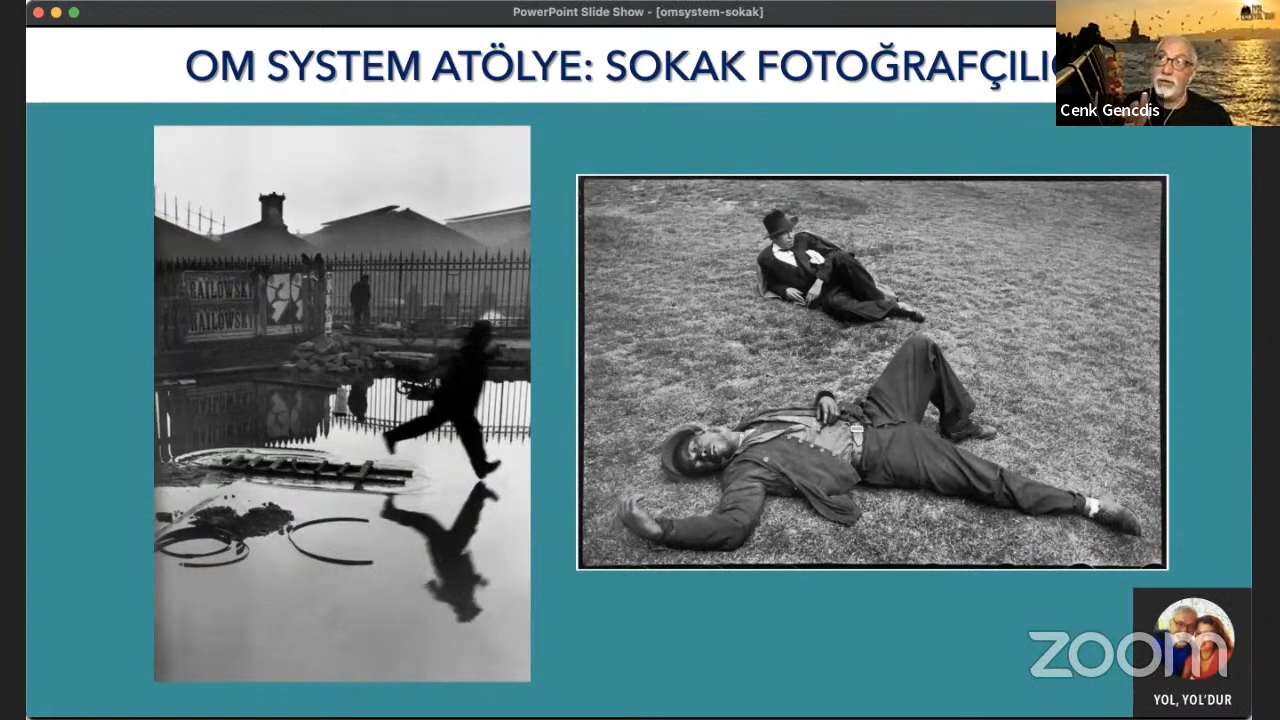 PowerPoint Slide Show - [omsystem-sokak]
OM SYSTEM ATÖLYE: SOKAK FOTOĞRAFÇILI
Cenk Gencdis
RAILOWSKY
RAILOWSKY
zoom
YOL, YOL'DUR